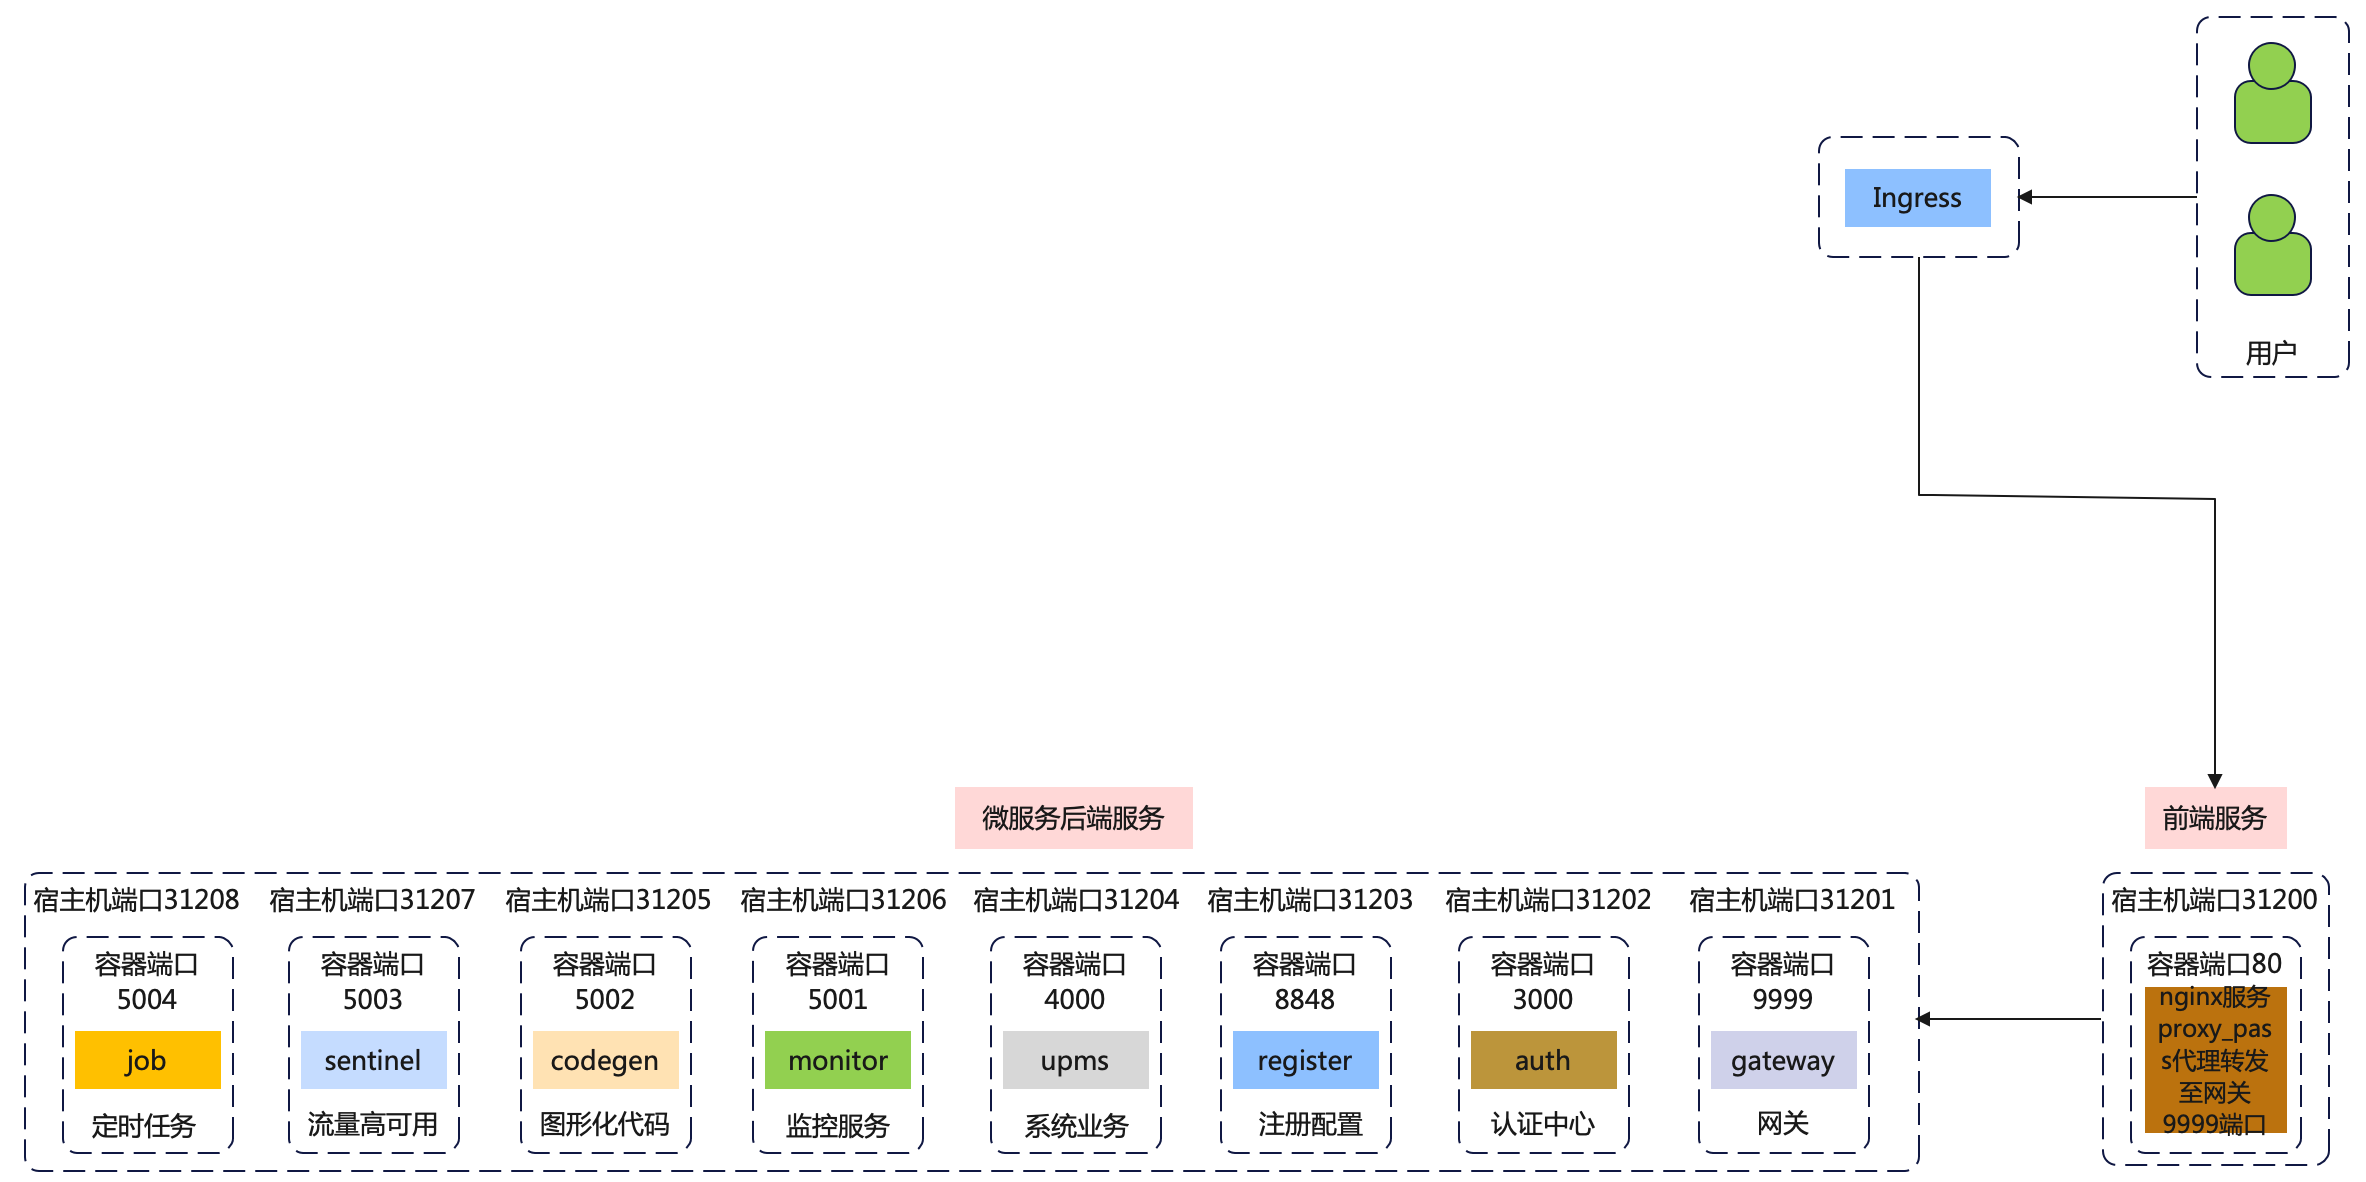 Ingress
用户
微服务后端服务
前端服务
宿主机端口31208
容器端口
5004
job
定时任务
宿主机端口31207
容器端口
5003
sentinel
流量高可用
宿主机端口31205
容器端口
5002
codegen
图形化代码
宿主机端口31206
容器端口
5001
monitor
监控服务
宿主机端口31204
容器端口
4000
upms
系统业务
宿主机端口31203
容器端口
8848
register
注册配置
宿主机端口31202
容器端口
3000
auth
认证中心
宿主机端口31201
容器端口
9999
gateway
网关
宿主机端口31200
容器端口80
nginx服务
proxy_pas
s代理转发
至网关
9999端口